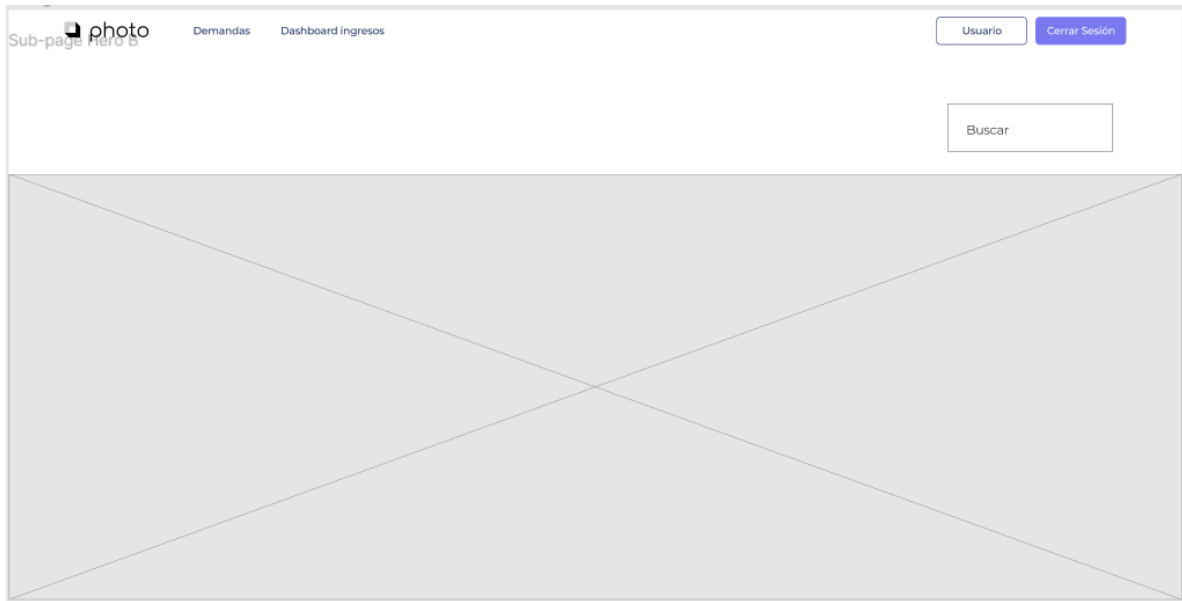 photo
Demandas
Dashboard ingresos
Usuario
Cerrar Sesión
Sub-page Hero B
Buscar